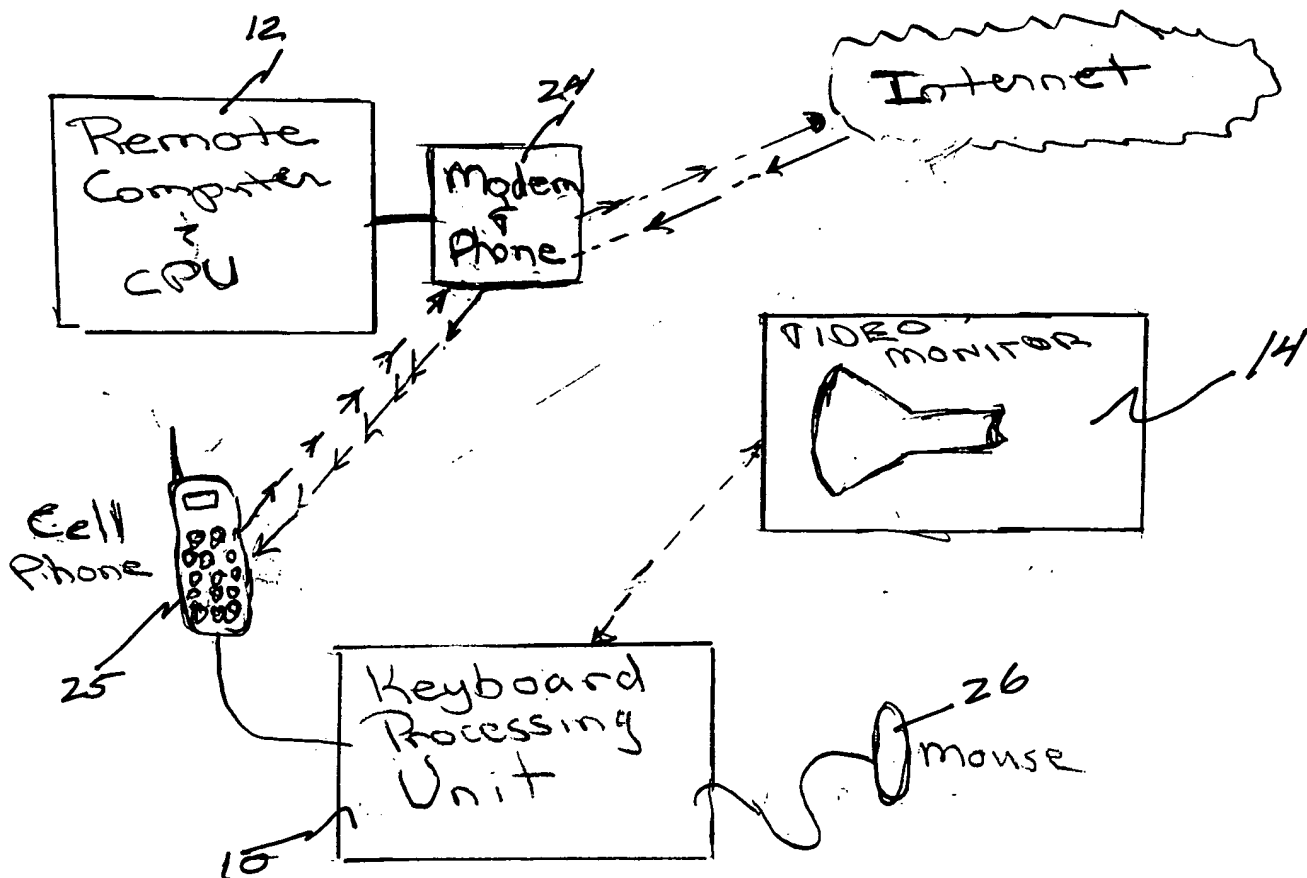 12
24
Internet
Remote
Computer
&
CPU
Modem
&
Phone
VIDEO
MONITOR
14
Cell
Phone
25
Keyboard
Processing
Unit
10
26
Mouse